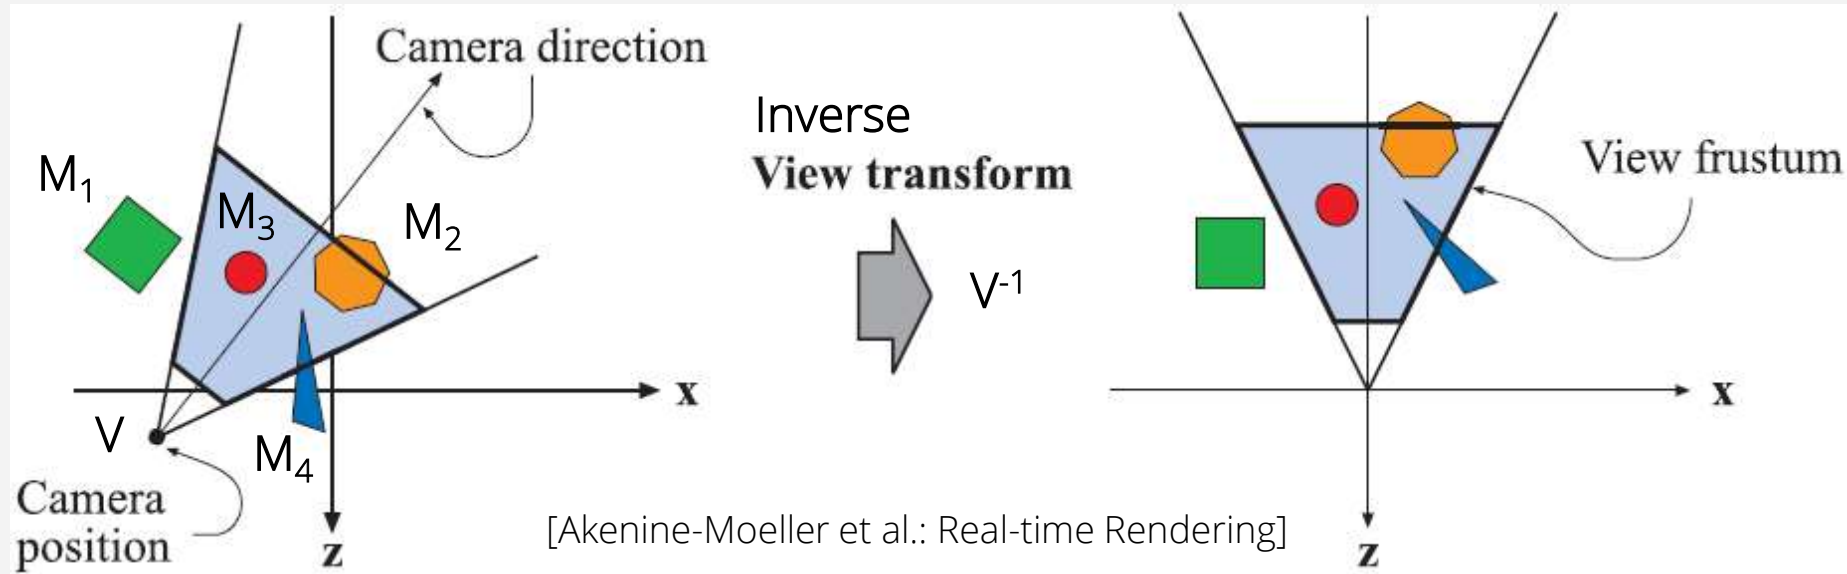 Camera direction
M₁
M₃
M₂
V
M₄
Camera
position
x
z
Inverse
View transform
V⁻¹
View frustum
x
z
[Akenine-Moeller et al.: Real-time Rendering]